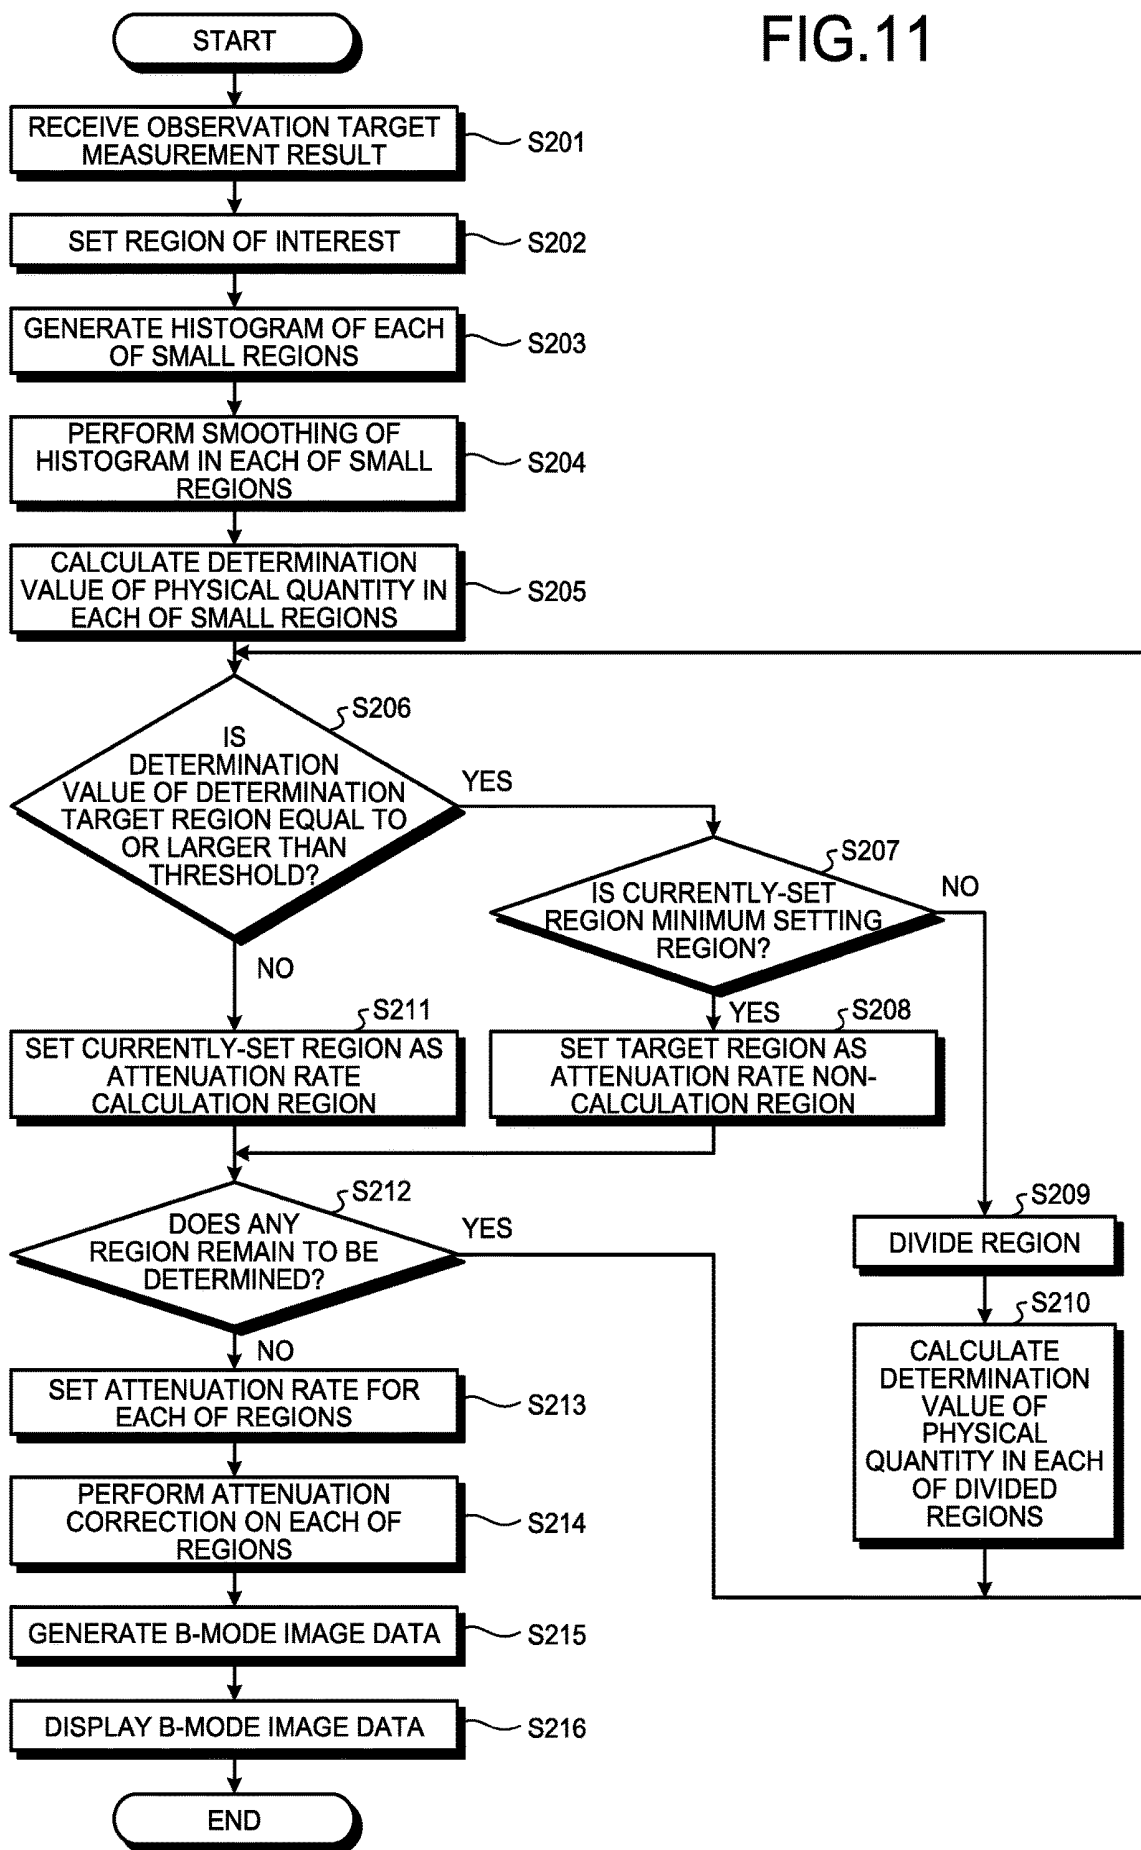 FIG.11
START
RECEIVE OBSERVATION TARGET
MEASUREMENT RESULT
S201
SET REGION OF INTEREST
S202
GENERATE HISTOGRAM OF EACH
OF SMALL REGIONS
S203
PERFORM SMOOTHING OF
HISTOGRAM IN EACH OF SMALL
REGIONS
S204
CALCULATE DETERMINATION
VALUE OF PHYSICAL QUANTITY IN
EACH OF SMALL REGIONS
S205
S206
IS
DETERMINATION
VALUE OF DETERMINATION
TARGET REGION EQUAL TO
OR LARGER THAN
THRESHOLD?
YES
NO
S207
IS CURRENTLY-SET
REGION MINIMUM SETTING
REGION?
NO
YES
S208
SET TARGET REGION AS
ATTENUATION RATE NON-
CALCULATION REGION
S211
SET CURRENTLY-SET REGION AS
ATTENUATION RATE
CALCULATION REGION
S209
DIVIDE REGION
S210
CALCULATE
DETERMINATION
VALUE OF
PHYSICAL
QUANTITY IN EACH
OF DIVIDED
REGIONS
S212
DOES ANY
REGION REMAIN TO BE
DETERMINED?
YES
NO
SET ATTENUATION RATE FOR
EACH OF REGIONS
S213
PERFORM ATTENUATION
CORRECTION ON EACH OF
REGIONS
S214
GENERATE B-MODE IMAGE DATA
S215
DISPLAY B-MODE IMAGE DATA
S216
END